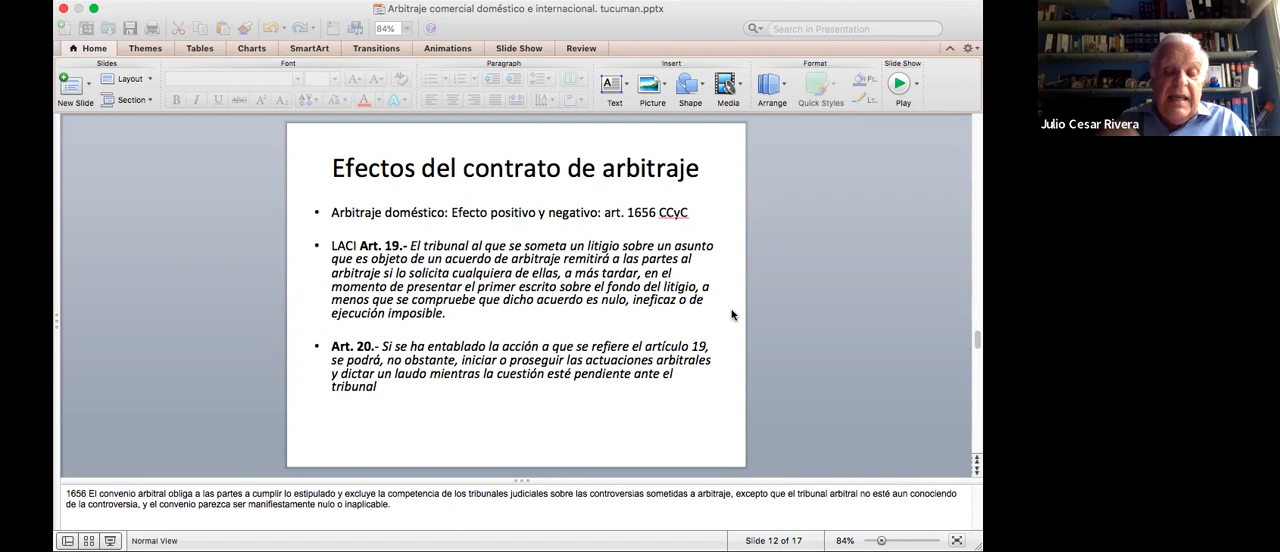 Arbitraje comercial doméstico e internacional. tucuman.pptx
84%
Search in Presentation
Home
Themes
Tables
Charts
SmartArt
Transitions
Animations
Slide Show
Review
Slides
Font
Paragraph
Insert
Format
Slide Show
New Slide
Layout
Section
Text
Picture
Shape
Media
Arrange
Quick Styles
Play
Julio Cesar Rivera
Efectos del contrato de arbitraje
• Arbitraje doméstico: Efecto positivo y negativo: art. 1656 CCyC
• LACI Art. 19.- El tribunal al que se someta un litigio sobre un asunto
que es objeto de un acuerdo de arbitraje remitirá a las partes al
arbitraje si lo solicita cualquiera de ellas, a más tardar, en el
momento de presentar el primer escrito sobre el fondo del litigio, a
menos que se compruebe que dicho acuerdo es nulo, ineficaz o de
ejecución imposible.
• Art. 20.- Si se ha entablado la acción a que se refiere el artículo 19,
se podrá, no obstante, iniciar o proseguir las actuaciones arbitrales
y dictar un laudo mientras la cuestión esté pendiente ante el
tribunal
1656 El convenio arbitral obliga a las partes a cumplir lo estipulado y excluye la competencia de los tribunales judiciales sobre las controversias sometidas a arbitraje, excepto que el tribunal arbitral no esté aun conociendo
de la controversia, y el convenio parezca ser manifiestamente nulo o inaplicable.
Normal View
Slide 12 of 17
84%